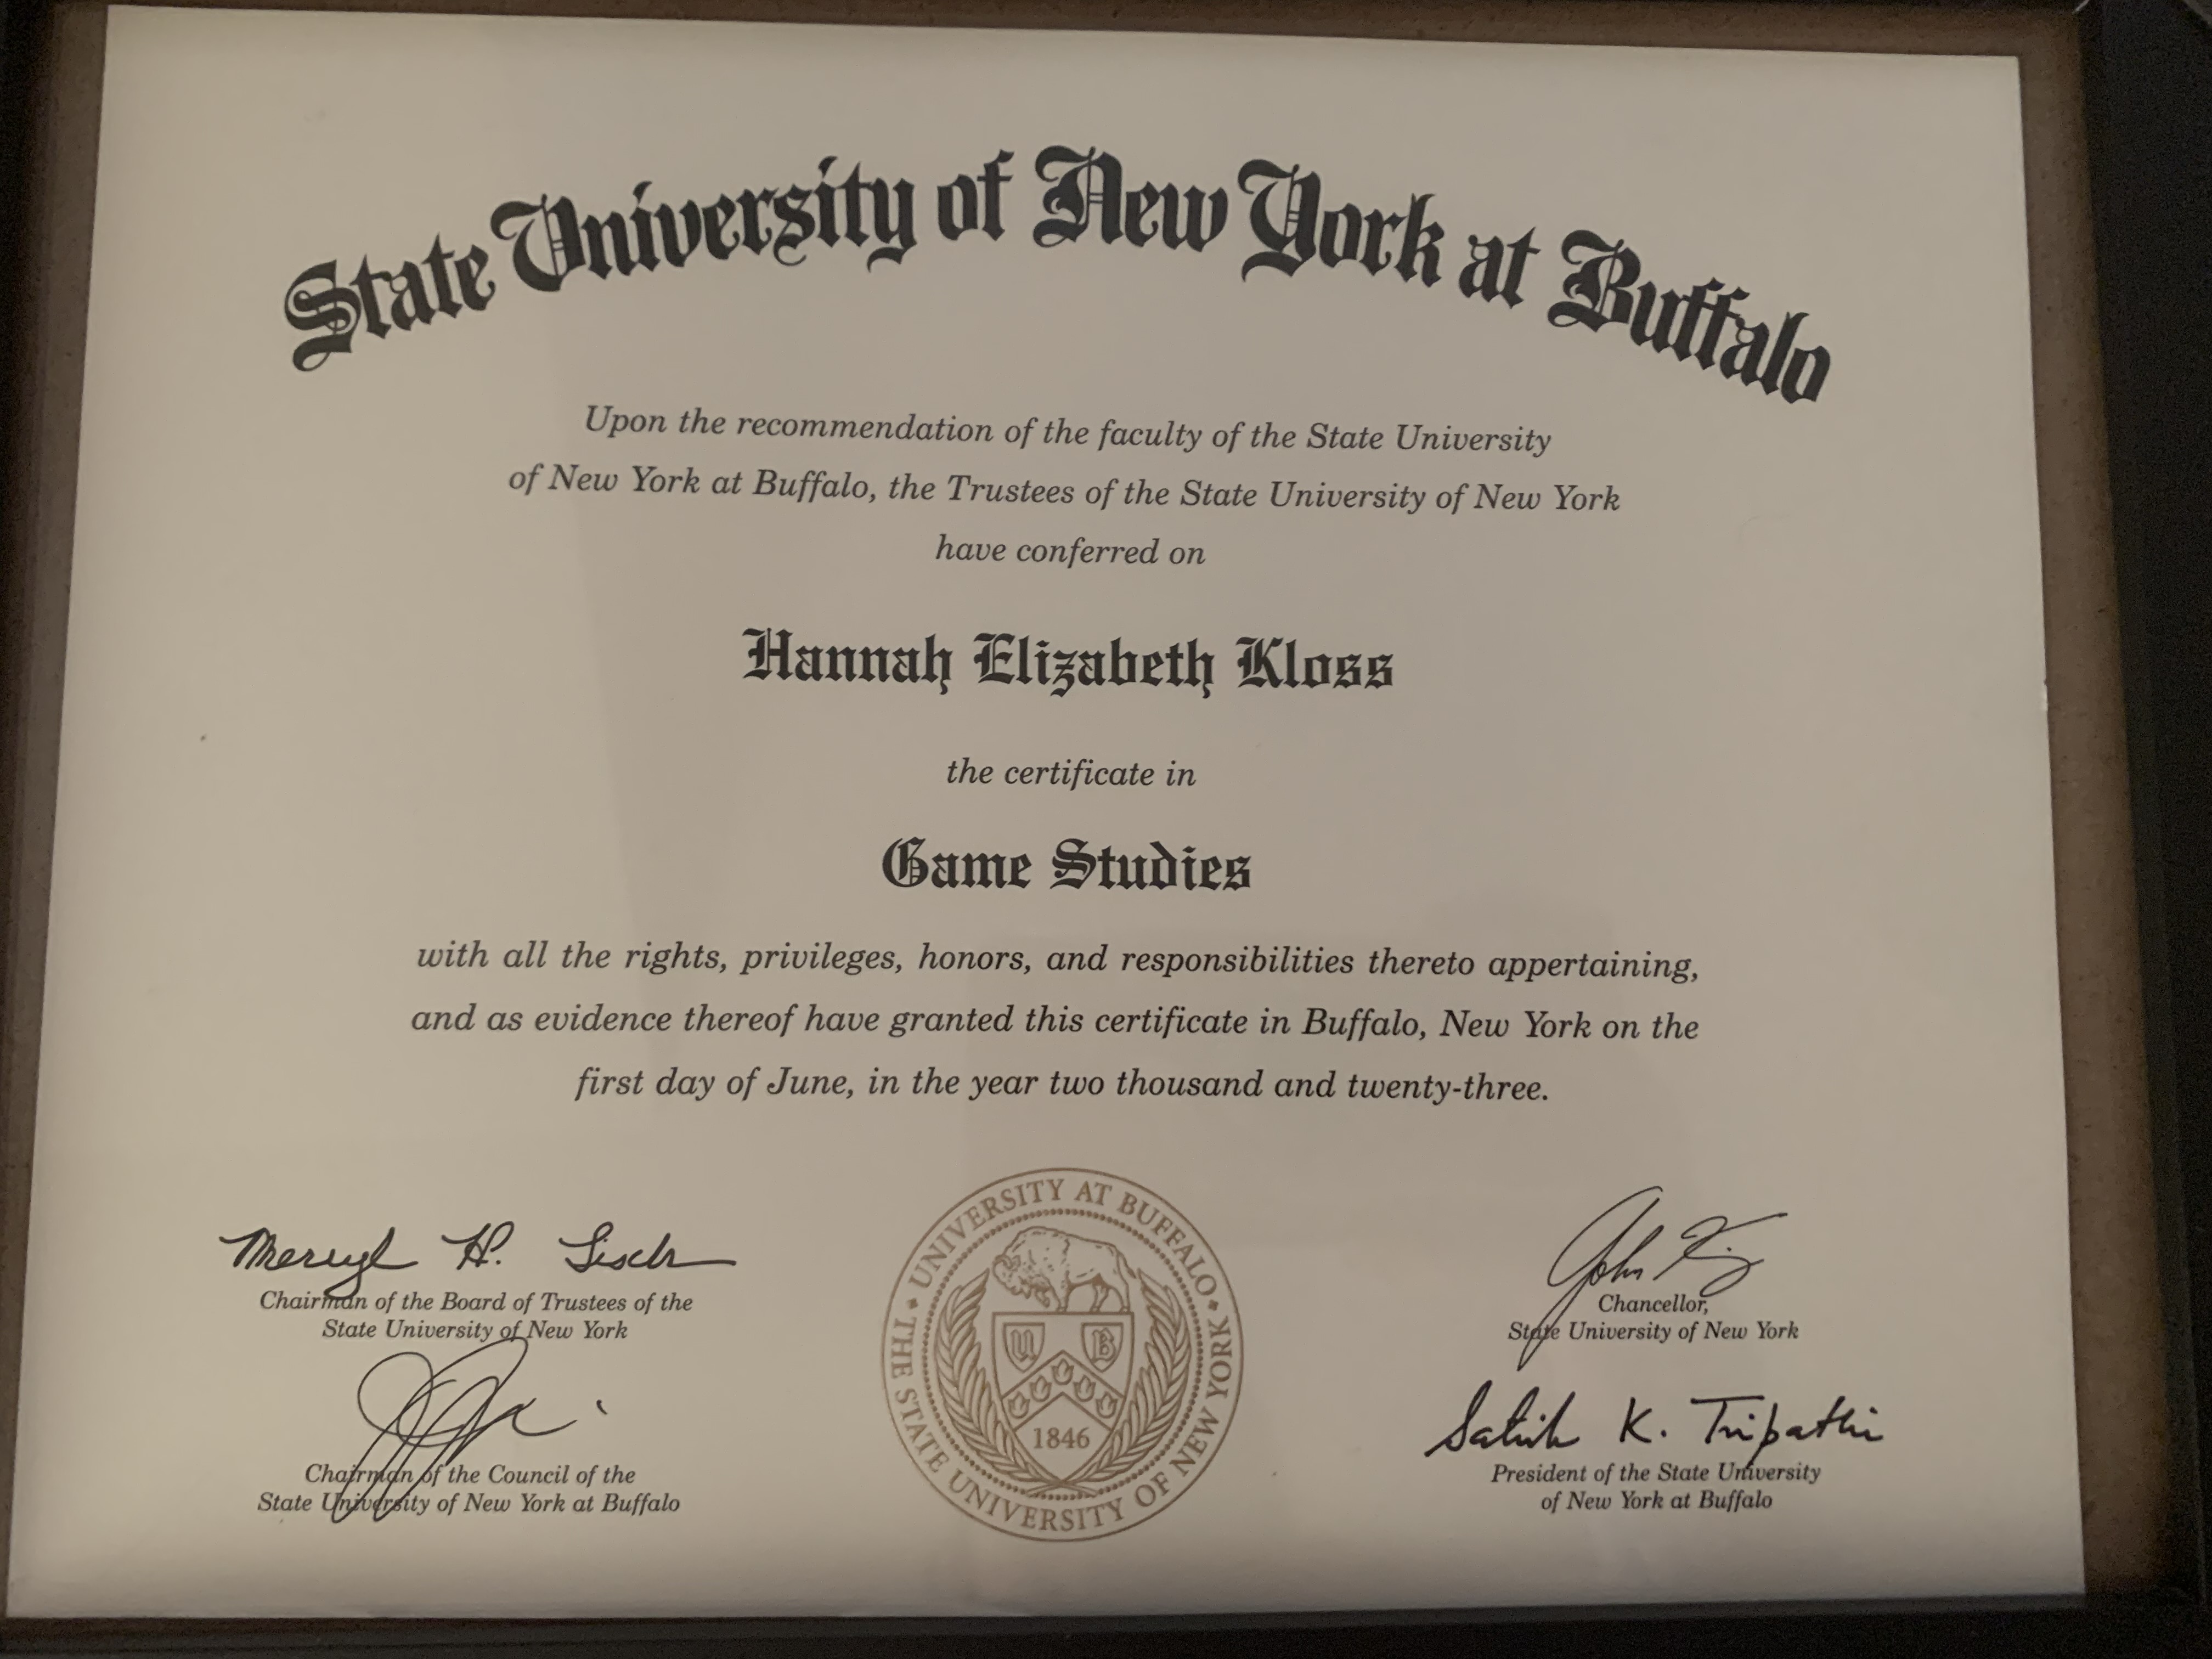 State University of New York at Buffalo
Upon the recommendation of the faculty of the State University
of New York at Buffalo, the Trustees of the State University of New York
have conferred on
Hannah Elizabeth Kloss
the certificate in
Game Studies
with all the rights, privileges, honors, and responsibilities thereto appertaining,
and as evidence thereof have granted this certificate in Buffalo, New York on the
first day of June, in the year two thousand and twenty-three.
Merryl H. Tisch
Chairman of the Board of Trustees of the
State University of New York
Chairman of the Council of the
State University of New York at Buffalo
UNIVERSITY AT BUFFALO
THE STATE UNIVERSITY OF NEW YORK
U B
1846
John King
Chancellor,
State University of New York
Satish K. Tripathi
President of the State University
of New York at Buffalo